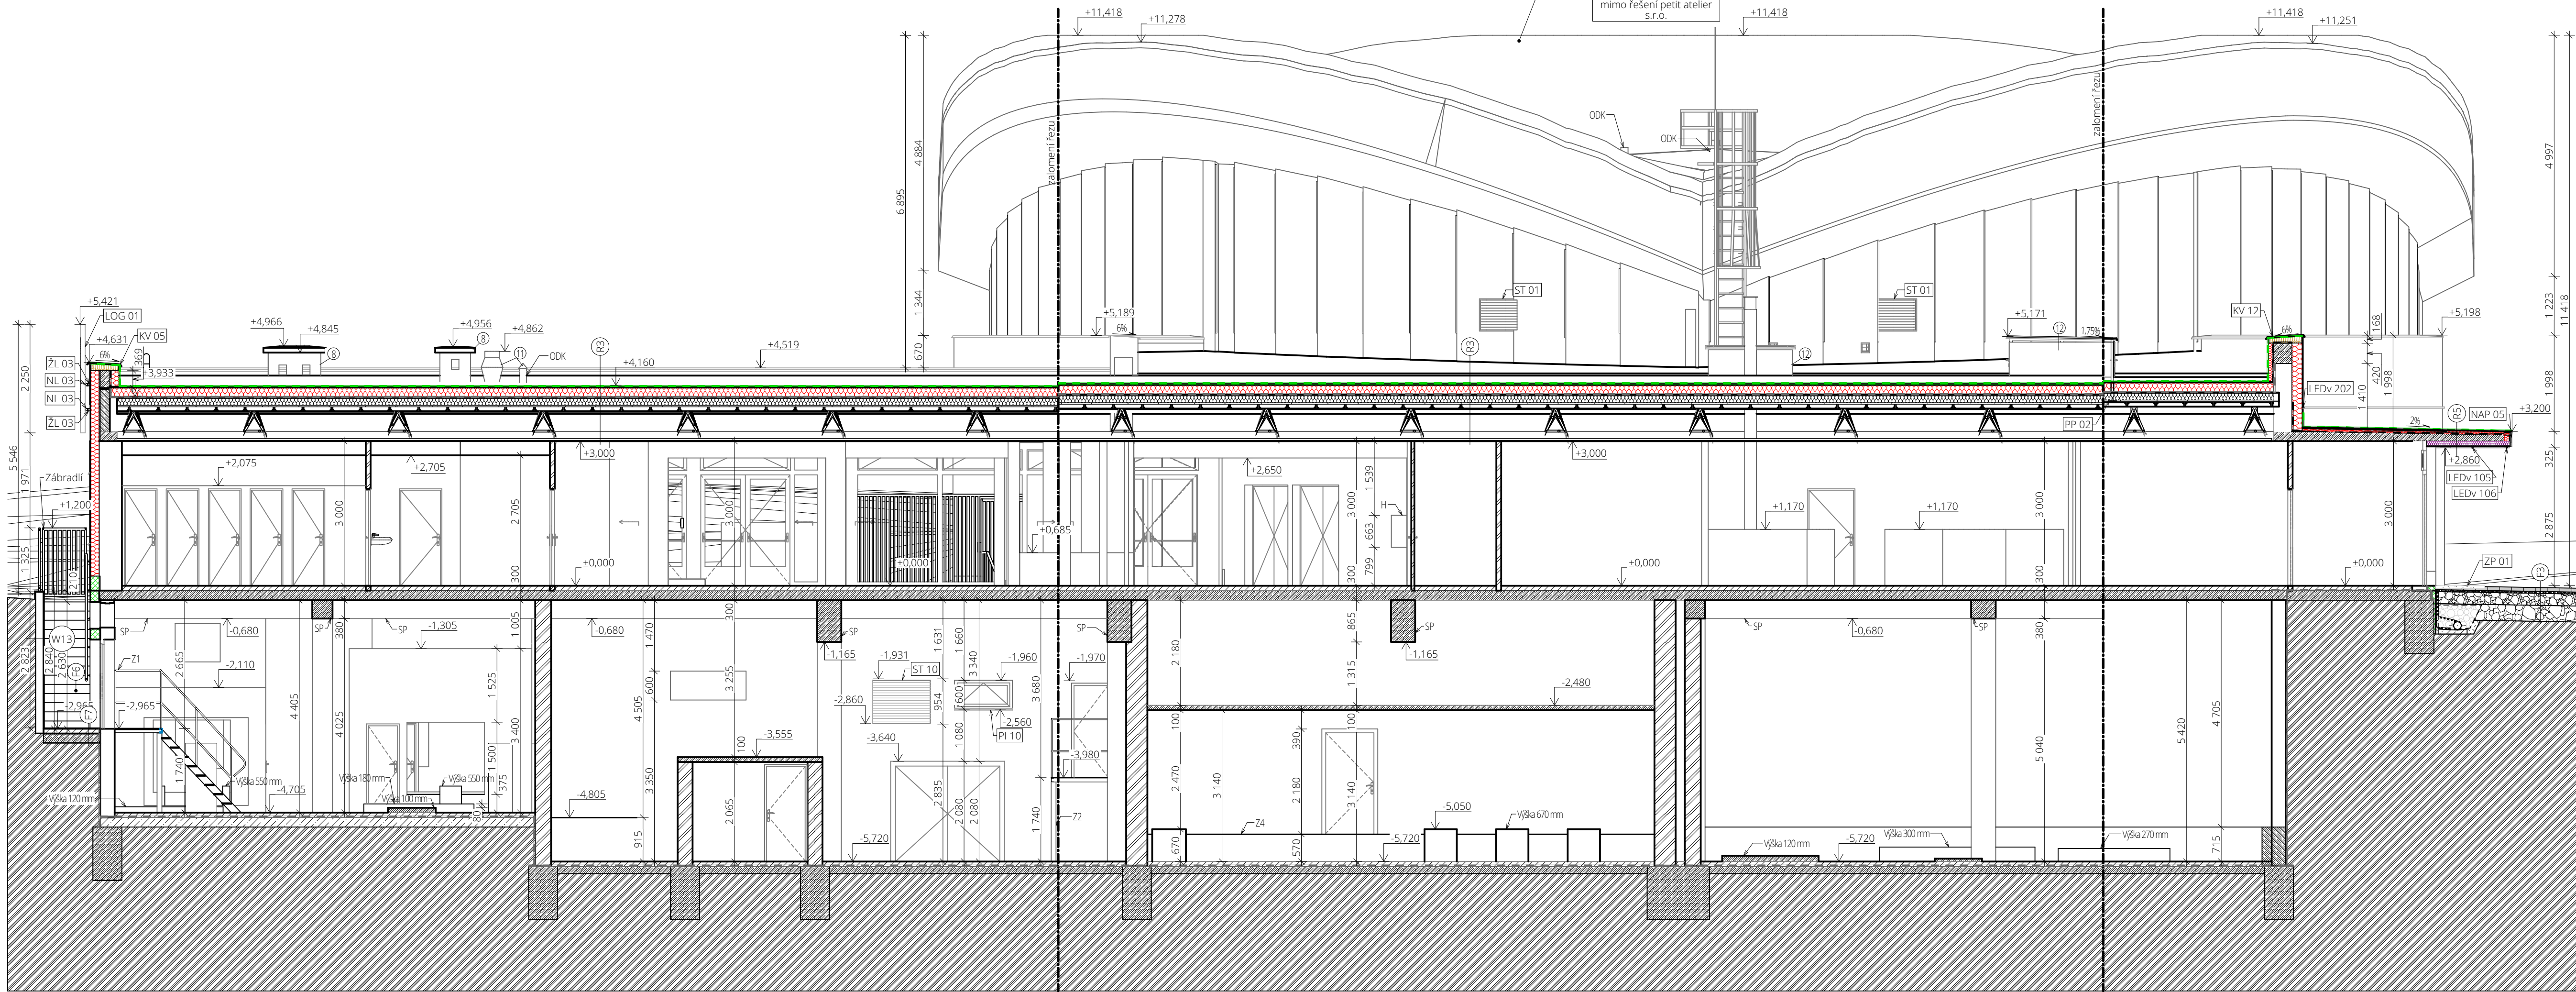 mimo řešení petit atelier
s.r.o.
+11,418
+11,278
+11,418
+11,418
+11,251
zalomení řezu
zalomení řezu
6 895
4 884
1 344
670
4 997
1 223
11 418
1 998
325
2 875
ODK
ODK
ST 01
ST 01
+5,421
LOG 01
+4,631
KV 05
6%
369
+3,933
ŽL 03
NL 03
NL 03
ŽL 03
2 250
5 546
1 971
1 325
+4,966
+4,845
8
+4,956
8
+4,862
11
ODK
R3
+4,160
+4,519
+5,189
6%
R3
12
+5,171
12
1,75%
KV 12
6%
168
420
1 410
1 998
+5,198
LEDv 202
R5
NAP 05
+3,200
2%
PP 02
+2,860
LEDv 105
LEDv 106
Zábradlí
+1,200
210
+2,075
+2,705
+3,000
3 000
2 705
300
±0,000
3 000
±0,000
+0,685
+2,650
3 000
300
1 539
663
799
H
+3,000
+1,170
+1,170
±0,000
3 000
300
±0,000
3 000
ZP 01
F3
W13
F6
F7
2 823
2 840
2 630
-2,965
-2,965
Z1
SP
2 665
-0,680
-2,110
4 405
SP
380
4 025
SP
-1,305
1 005
1 525
3 400
1 500
375
80
1 740
Výška 120 mm
Výška 550 mm
-4,705
Výška 180 mm
Výška 100 mm
Výška 550 mm
-0,680
1 470
600
4 505
3 350
-4,805
915
300
3 255
100
-3,555
2 065
SP
-1,165
-1,931
ST 10
-2,860
-3,640
-5,720
1 631
954
2 835
1 660
600
1 080
2 080
3 340
2 080
-1,960
-2,560
PI 10
3 680
1 740
SP
-1,970
-3,980
Z2
2 180
100
2 470
670
3 140
Z4
390
2 180
570
865
1 315
100
3 140
SP
-1,165
-2,480
-5,720
-5,050
Výška 670 mm
SP
-0,680
SP
380
5 040
Výška 120 mm
-5,720
Výška 300 mm
Výška 270 mm
5 420
4 705
715